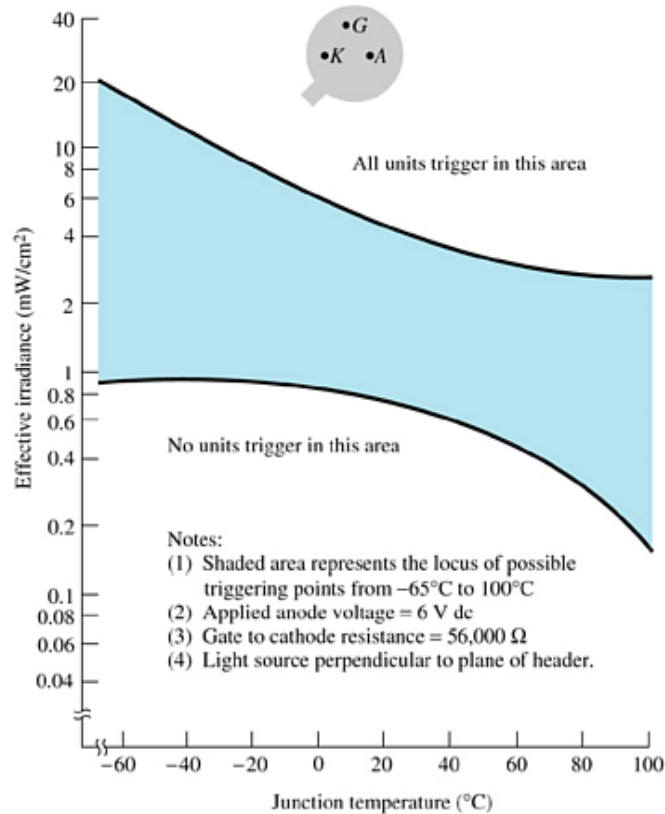 G
K
A
40
20
10
8
6
4
2
1
0.8
0.6
0.4
0.2
0.1
0.08
0.06
0.04
Effective irradiance (mW/cm²)
All units trigger in this area
No units trigger in this area
Notes:
(1) Shaded area represents the locus of possible
triggering points from −65°C to 100°C
(2) Applied anode voltage = 6 V dc
(3) Gate to cathode resistance = 56,000 Ω
(4) Light source perpendicular to plane of header.
−60 −40 −20 0 20 40 60 80 100
Junction temperature (°C)